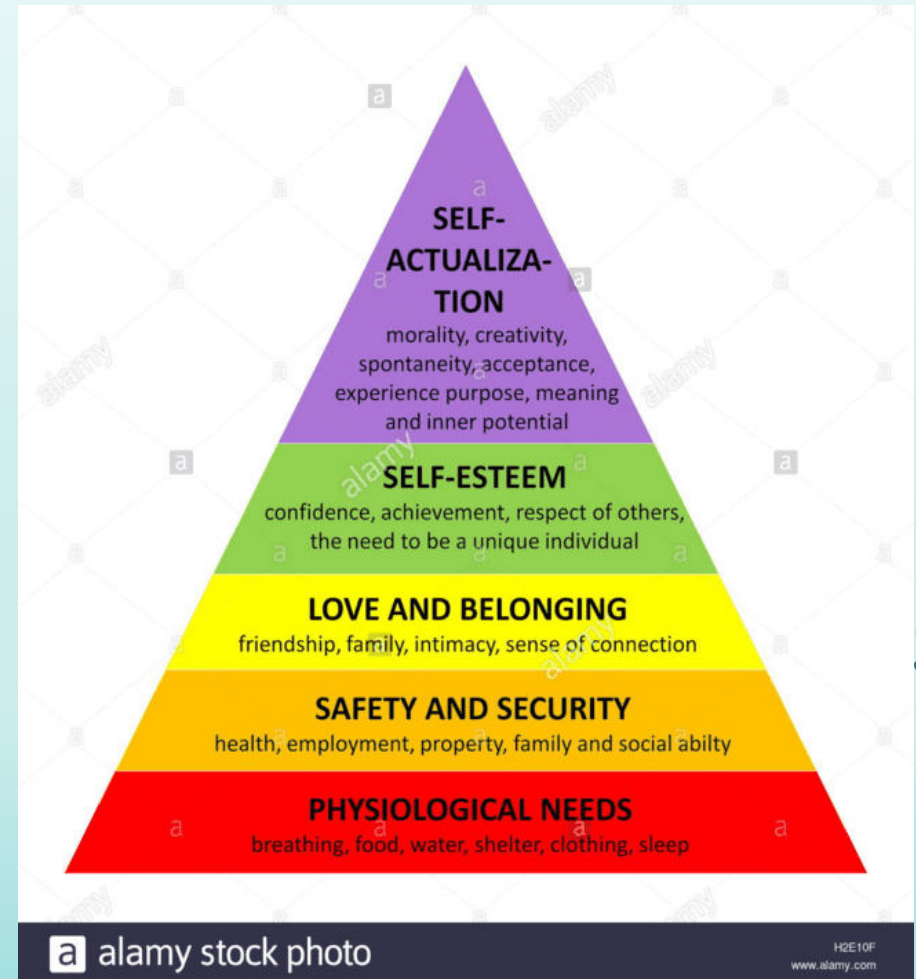 SELF-
ACTUALIZA-
TION
morality, creativity,
spontaneity, acceptance,
experience purpose, meaning
and inner potential
SELF-ESTEEM
confidence, achievement, respect of others,
the need to be a unique individual
LOVE AND BELONGING
friendship, family, intimacy, sense of connection
SAFETY AND SECURITY
health, employment, property, family and social abilty
PHYSIOLOGICAL NEEDS
breathing, food, water, shelter, clothing, sleep
a alamy stock photo
H2E10F
www.alamy.com